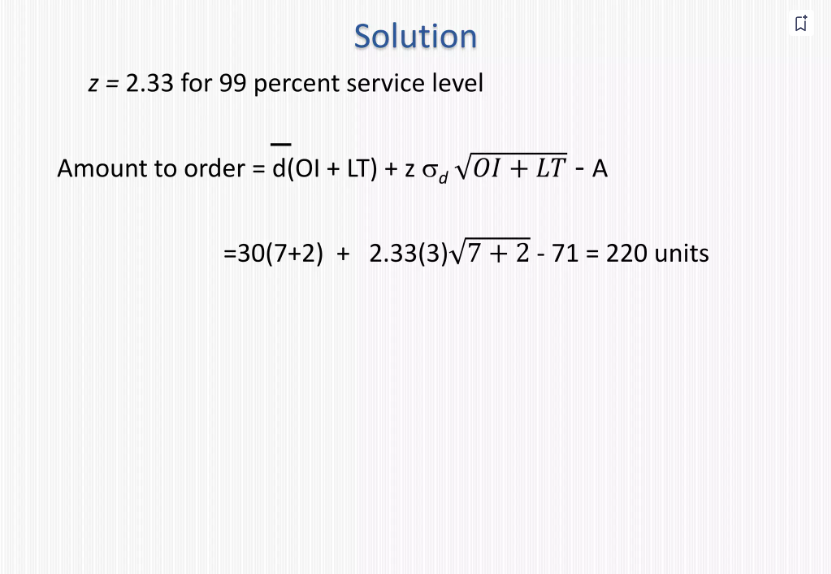 Solution
z = 2.33 for 99 percent service level
Amount to order = d̅(OI + LT) + z σ_d √(OI + LT) - A
=30(7+2) + 2.33(3)√(7 + 2) - 71 = 220 units